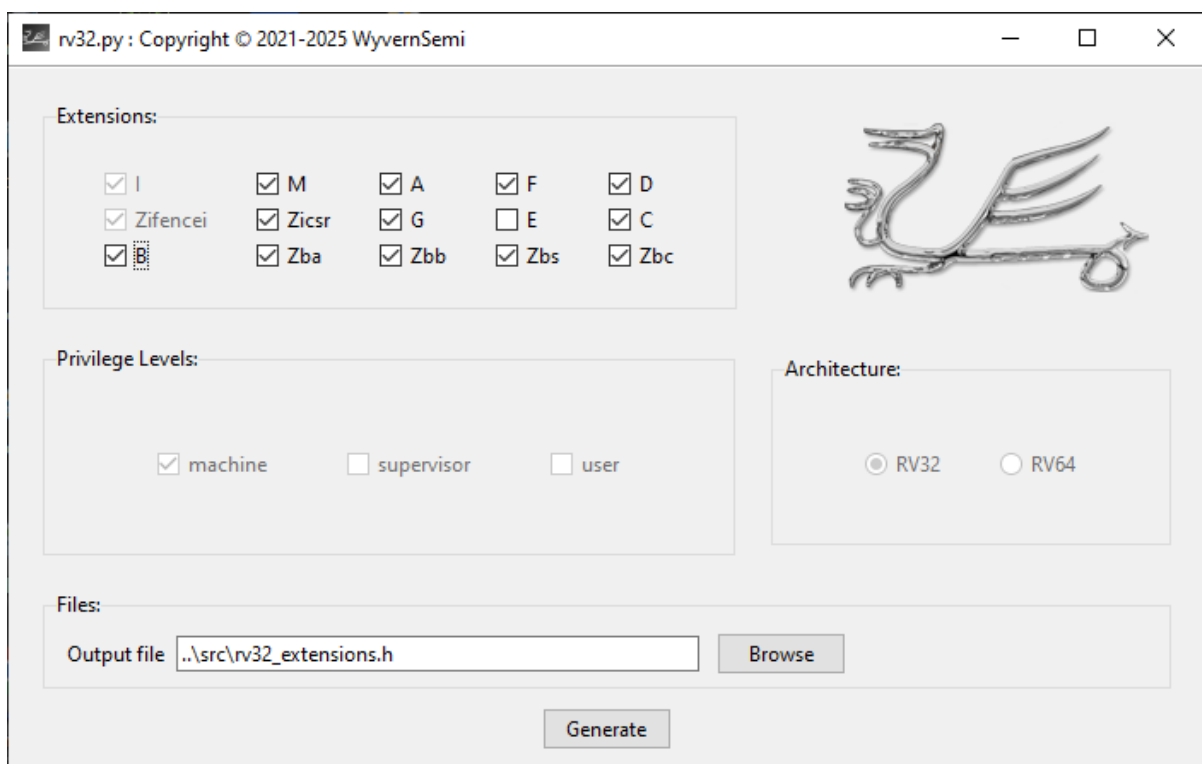 rv32.py : Copyright © 2021-2025 WyvernSemi
Extensions:
I M A F D
Zifencei Zicsr G E C
B Zba Zbb Zbs Zbc
Privilege Levels:
machine supervisor user
Architecture:
RV32 RV64
Files:
Output file ..\src\rv32_extensions.h Browse
Generate